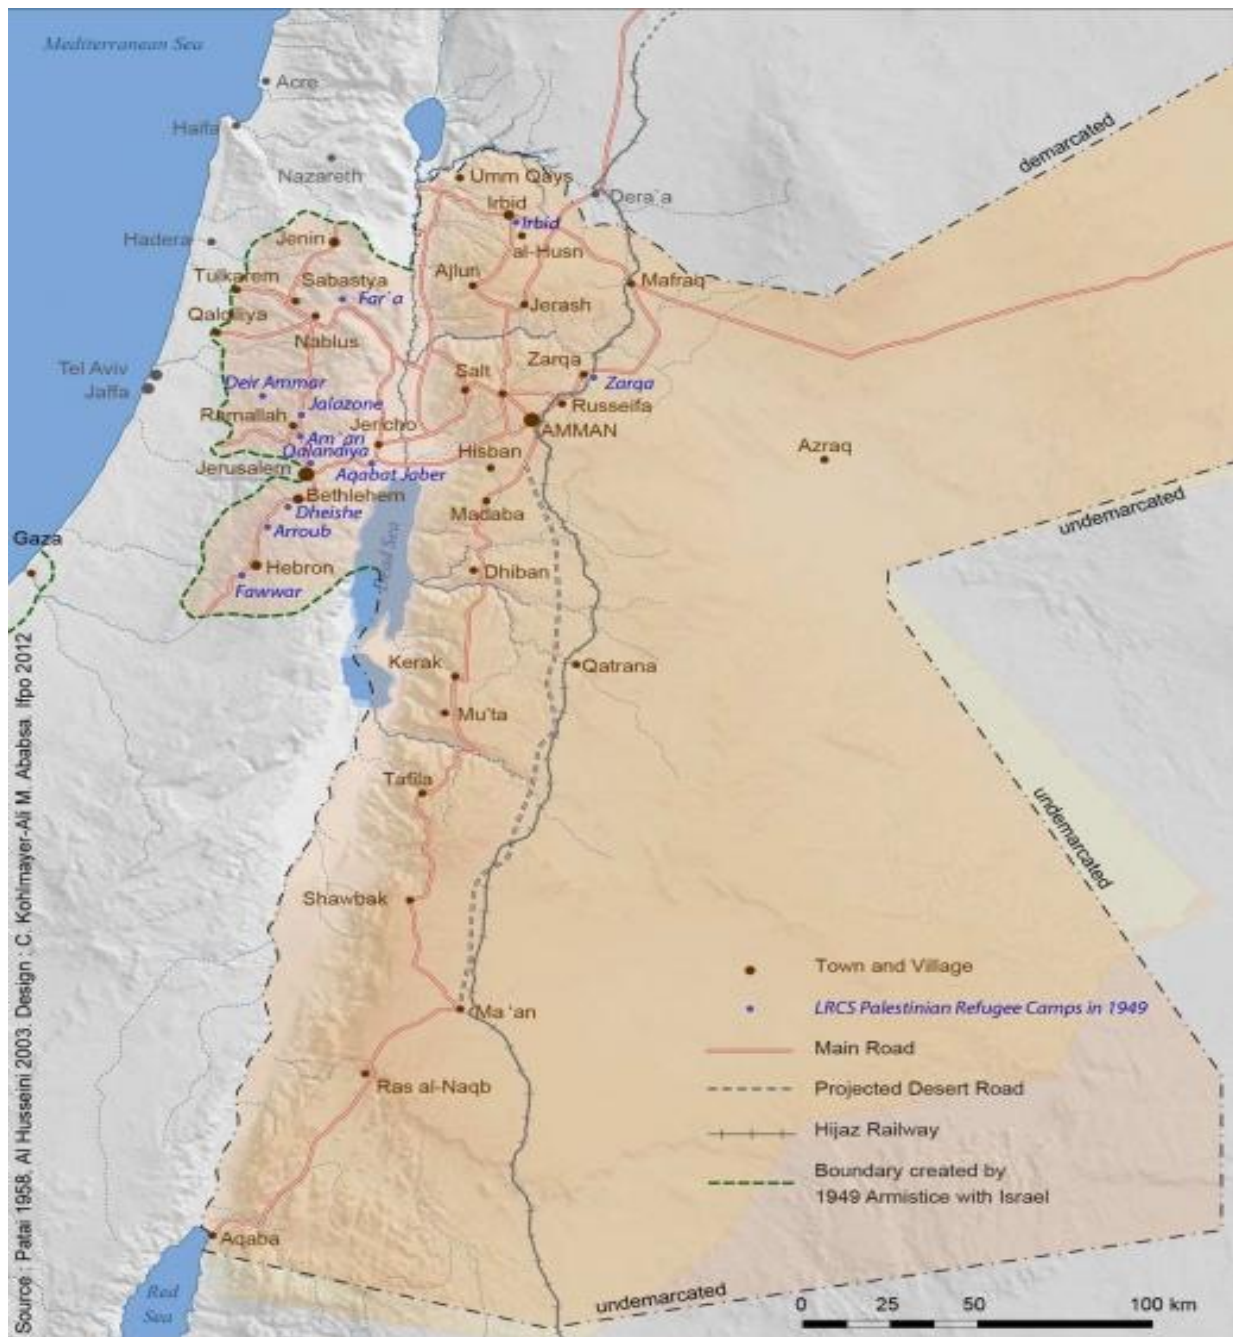 Mediterranean Sea
Acre
Haifa
Nazareth
Umm Qays
Dera`a
demarcated
Irbid
Irbid
Hadera
Jenin
al-Husn
Tulkarem
Sabastya
Ajlun
Mafraq
Far`a
Jerash
Qalqiliya
Nablus
Zarqa
Tel Aviv
Salt
Zarqa
Jaffa
Deir Ammar
Jalazone
Russeifa
Ramallah
Jericho
AMMAN
Am`ari
Qalandiya
Hisban
Azraq
Jerusalem
Aqabat Jaber
Bethlehem
Dheishe
Madaba
undemarcated
Arroub
Gaza
Dead Sea
Hebron
Dhiban
Fawwar
Kerak
Qatrana
Mu`ta
Tafila
undemarcated
Shawbak
Ma 'an
Ras al-Naqb
Aqaba
Red
Sea
undemarcated
Town and Village
LRCS Palestinian Refugee Camps in 1949
Main Road
Projected Desert Road
Hijaz Railway
Boundary created by
1949 Armistice with Israel
0 25 50 100 km
Source : Patai 1958, Al Husseini 2003. Design : C. Kohlmayer-Ali M. Ababsa Ifpo 2012